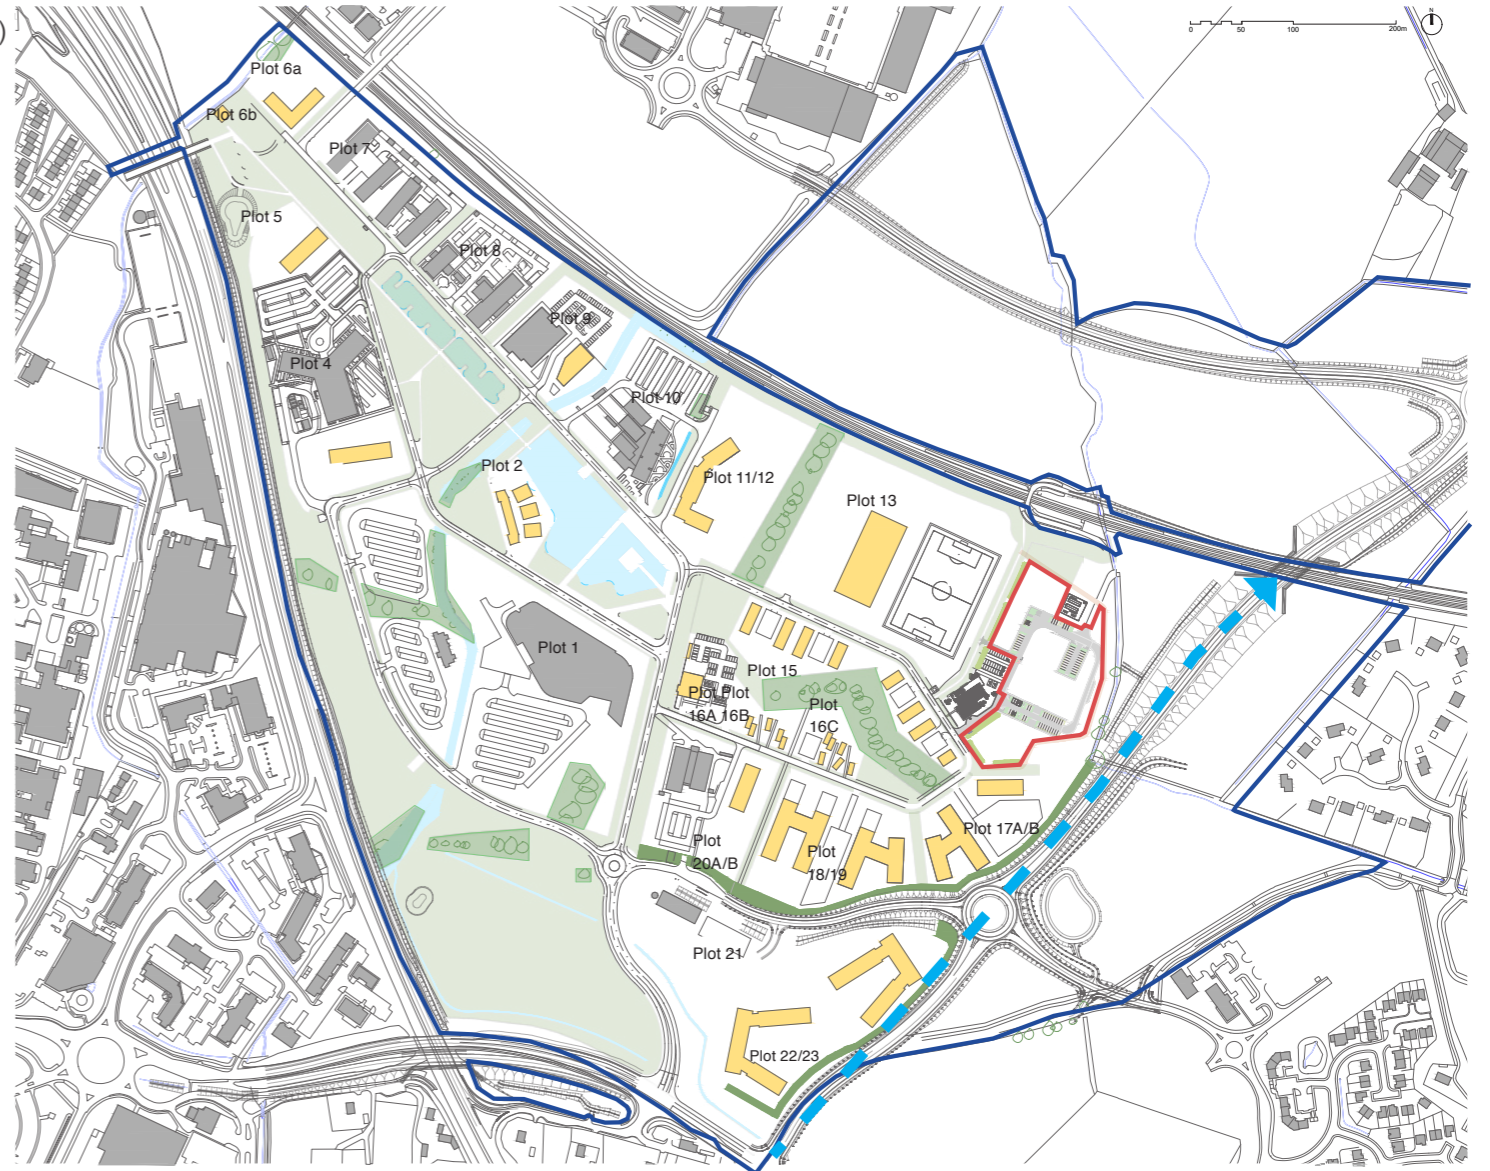 )
N
0 50 100 200m
Plot 6a
Plot 6b
Plot 7
Plot 5
Plot 8
Plot 9
Plot 4
Plot 10
Plot 2
Plot 11/12
Plot 13
Plot 1
Plot 15
Plot Plot
16A 16B
Plot
16C
Plot 17A/B
Plot
20A/B
Plot
18/19
Plot 21
Plot 22/23